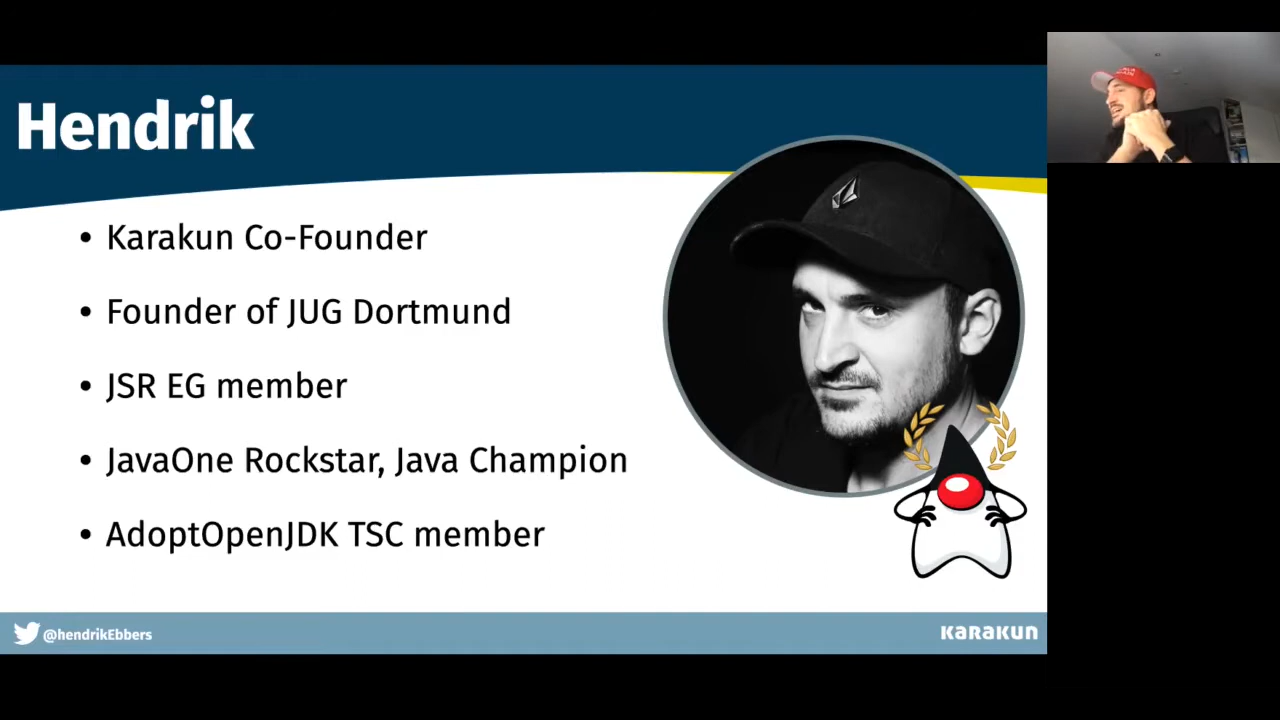 Hendrik
• Karakun Co-Founder
• Founder of JUG Dortmund
• JSR EG member
• JavaOne Rockstar, Java Champion
• AdoptOpenJDK TSC member
@hendrikEbbers
KARAKUN